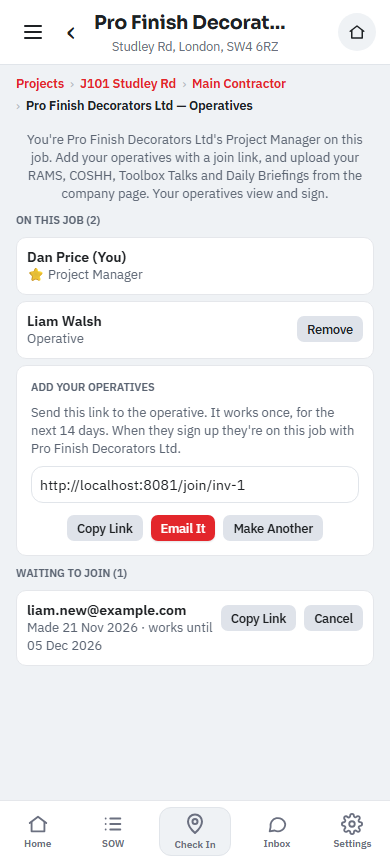 Pro Finish Decorat...
Studley Rd, London, SW4 6RZ
Projects › J101 Studley Rd › Main Contractor
› Pro Finish Decorators Ltd — Operatives
You're Pro Finish Decorators Ltd's Project Manager on this
job. Add your operatives with a join link, and upload your
RAMS, COSHH, Toolbox Talks and Daily Briefings from the
company page. Your operatives view and sign.
ON THIS JOB (2)
Dan Price (You)
⭐ Project Manager
Liam Walsh
Operative
Remove
ADD YOUR OPERATIVES
Send this link to the operative. It works once, for the
next 14 days. When they sign up they're on this job with
Pro Finish Decorators Ltd.
http://localhost:8081/join/inv-1
Copy Link Email It Make Another
WAITING TO JOIN (1)
liam.new@example.com
Made 21 Nov 2026 · works until
05 Dec 2026
Copy Link Cancel
Home SOW Check In Inbox Settings